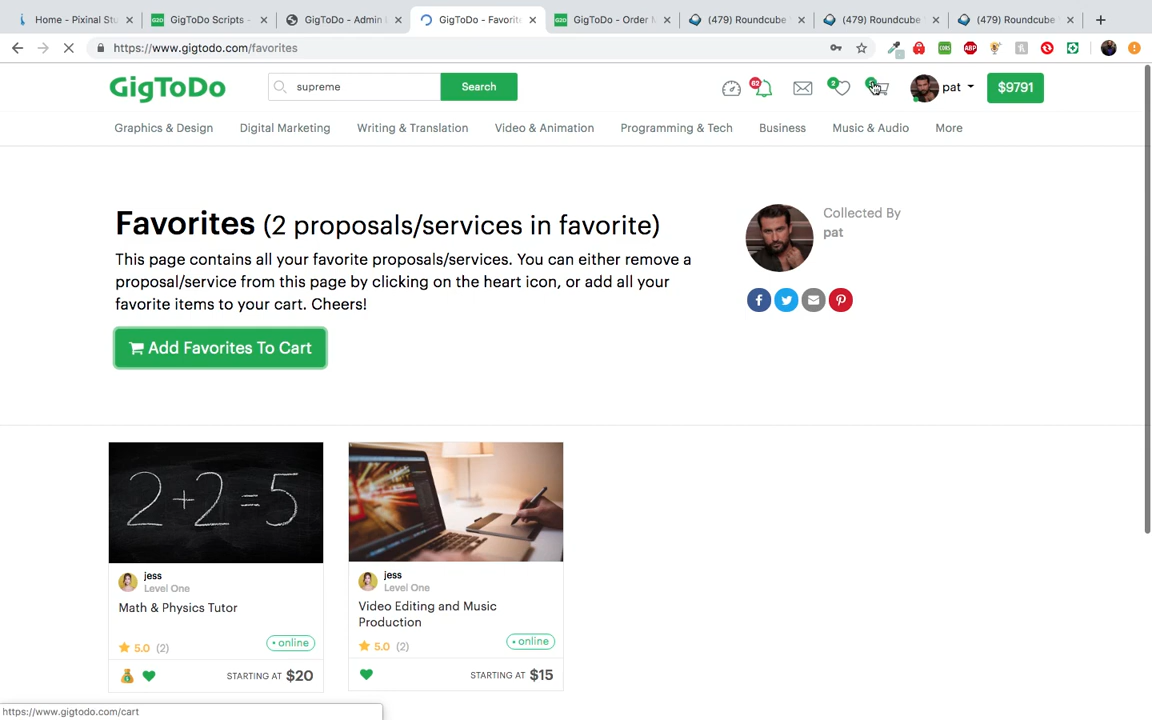 Home - Pixinal Stu
GigToDo Scripts -
GigToDo - Admin
GigToDo - Favorite
GigToDo - Order M
(479) Roundcube
(479) Roundcube
(479) Roundcube
https://www.gigtodo.com/favorites
CORS
ABP
GigToDo
supreme
Search
62
2
pat
$9791
Graphics & Design
Digital Marketing
Writing & Translation
Video & Animation
Programming & Tech
Business
Music & Audio
More
Favorites (2 proposals/services in favorite)
This page contains all your favorite proposals/services. You can either remove a
proposal/service from this page by clicking on the heart icon, or add all your
favorite items to your cart. Cheers!
Add Favorites To Cart
Collected By
pat
2+2=5
jess
Level One
Math & Physics Tutor
5.0 (2)
online
STARTING AT $20
jess
Level One
Video Editing and Music
Production
5.0 (2)
online
STARTING AT $15
https://www.gigtodo.com/cart